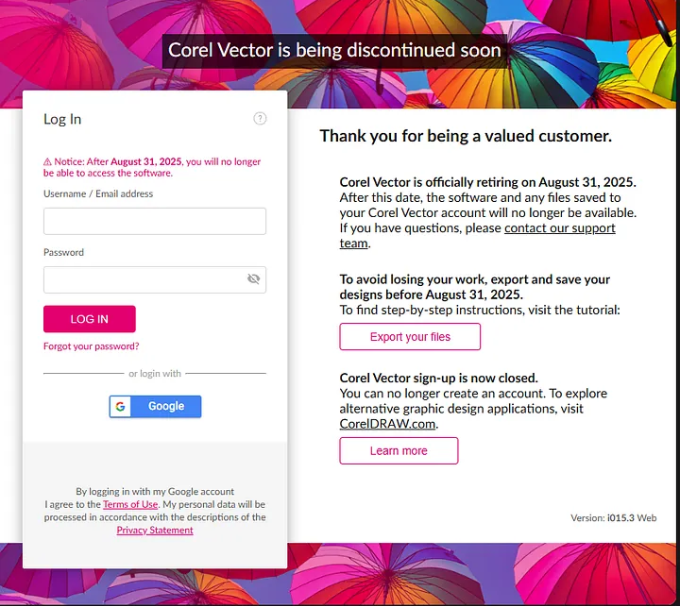 Corel Vector is being discontinued soon
Log In
?
⚠ Notice: After August 31, 2025, you will no longer
be able to access the software.
Username / Email address
Password
LOG IN
Forgot your password?
or login with
G Google
By logging in with my Google account
I agree to the Terms of Use. My personal data will be
processed in accordance with the descriptions of the
Privacy Statement
Thank you for being a valued customer.
Corel Vector is officially retiring on August 31, 2025.
After this date, the software and any files saved to
your Corel Vector account will no longer be available.
If you have questions, please contact our support
team.
To avoid losing your work, export and save your
designs before August 31, 2025.
To find step-by-step instructions, visit the tutorial:
Export your files
Corel Vector sign-up is now closed.
You can no longer create an account. To explore
alternative graphic design applications, visit
CorelDRAW.com.
Learn more
Version: i015.3 Web